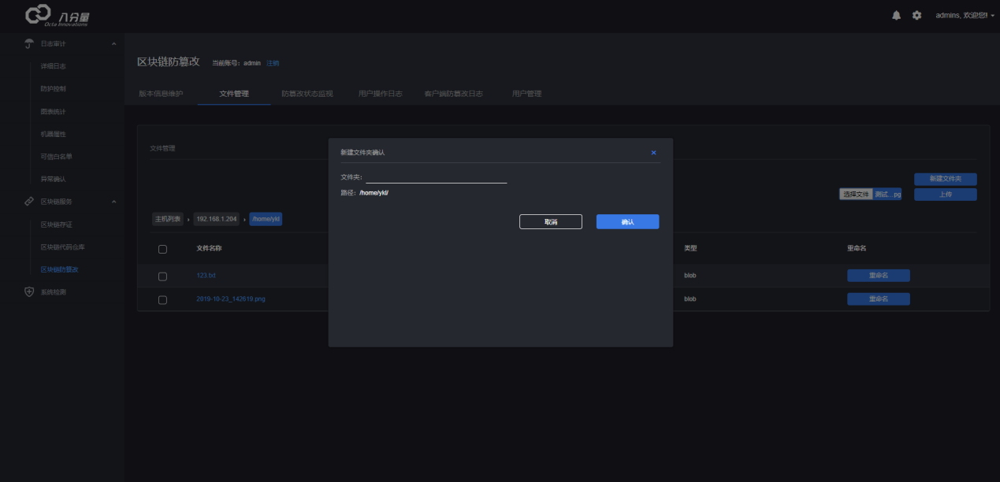 八分量
Octa Innovations
admins, 欢迎您!
日志审计
详细日志
防护控制
图表统计
机器属性
可信白名单
异常确认
区块链服务
区块链存证
区块链代码仓库
区块链防篡改
系统检测
区块链防篡改 当前账号：admin 注销
版本信息维护 文件管理 防篡改状态监视 用户操作日志 客户端防篡改日志 用户管理
文件管理
新建文件夹
选择文件 测试...pg 上传
主机列表 › 192.168.1.204 › /home/ykl
文件名称 类型 重命名
123.txt blob 重命名
2019-10-23_142619.png blob 重命名
新建文件夹确认 ×
文件夹：
路径：/home/ykl/
取消 确认